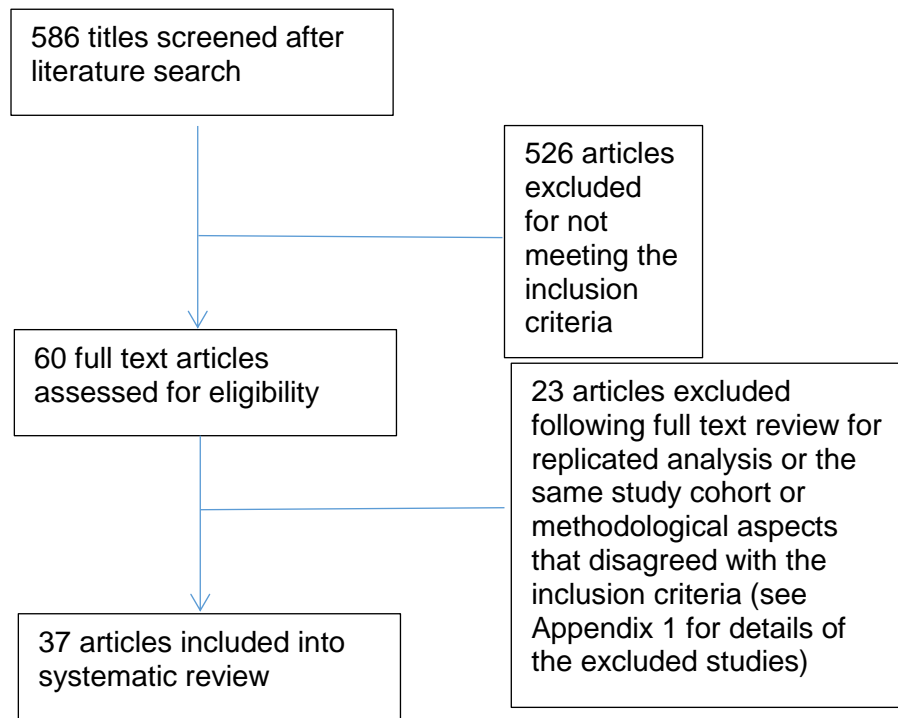 586 titles screened after
literature search
526 articles
excluded
for not
meeting the
inclusion
criteria
60 full text articles
assessed for eligibility
23 articles excluded
following full text review for
replicated analysis or the
same study cohort or
methodological aspects
that disagreed with the
inclusion criteria (see
Appendix 1 for details of
the excluded studies)
37 articles included into
systematic review